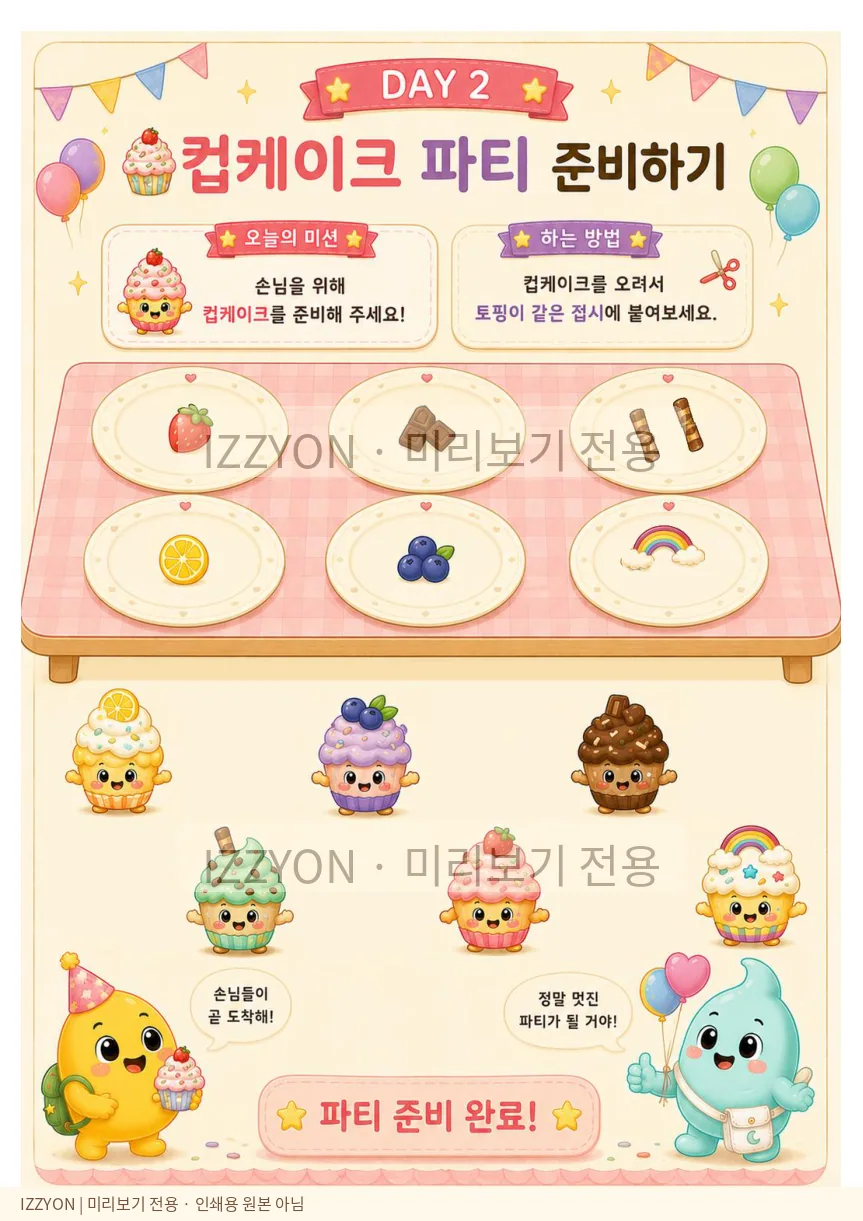 DAY 2
컵케이크 파티 준비하기
오늘의 미션
손님을 위해
컵케이크를 준비해 주세요!
하는 방법
컵케이크를 오려서
토핑이 같은 접시에 붙여보세요.
IZZYON · 미리보기 전용
IZZYON · 미리보기 전용
손님들이
곧 도착해!
정말 멋진
파티가 될 거야!
파티 준비 완료!
IZZYON | 미리보기 전용 · 인쇄용 원본 아님